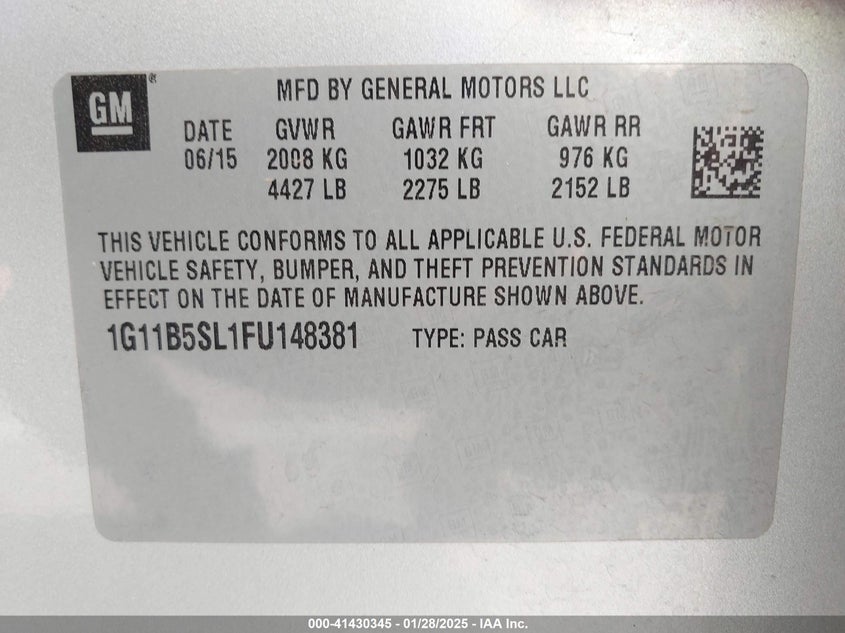 GM
MFD BY GENERAL MOTORS LLC
DATE GVWR GAWR FRT GAWR RR
06/15 2008 KG 1032 KG 976 KG
4427 LB 2275 LB 2152 LB
THIS VEHICLE CONFORMS TO ALL APPLICABLE U.S. FEDERAL MOTOR
VEHICLE SAFETY, BUMPER, AND THEFT PREVENTION STANDARDS IN
EFFECT ON THE DATE OF MANUFACTURE SHOWN ABOVE.
1G11B5SL1FU148381 TYPE: PASS CAR
000-41430345 - 01/28/2025 - IAA Inc.